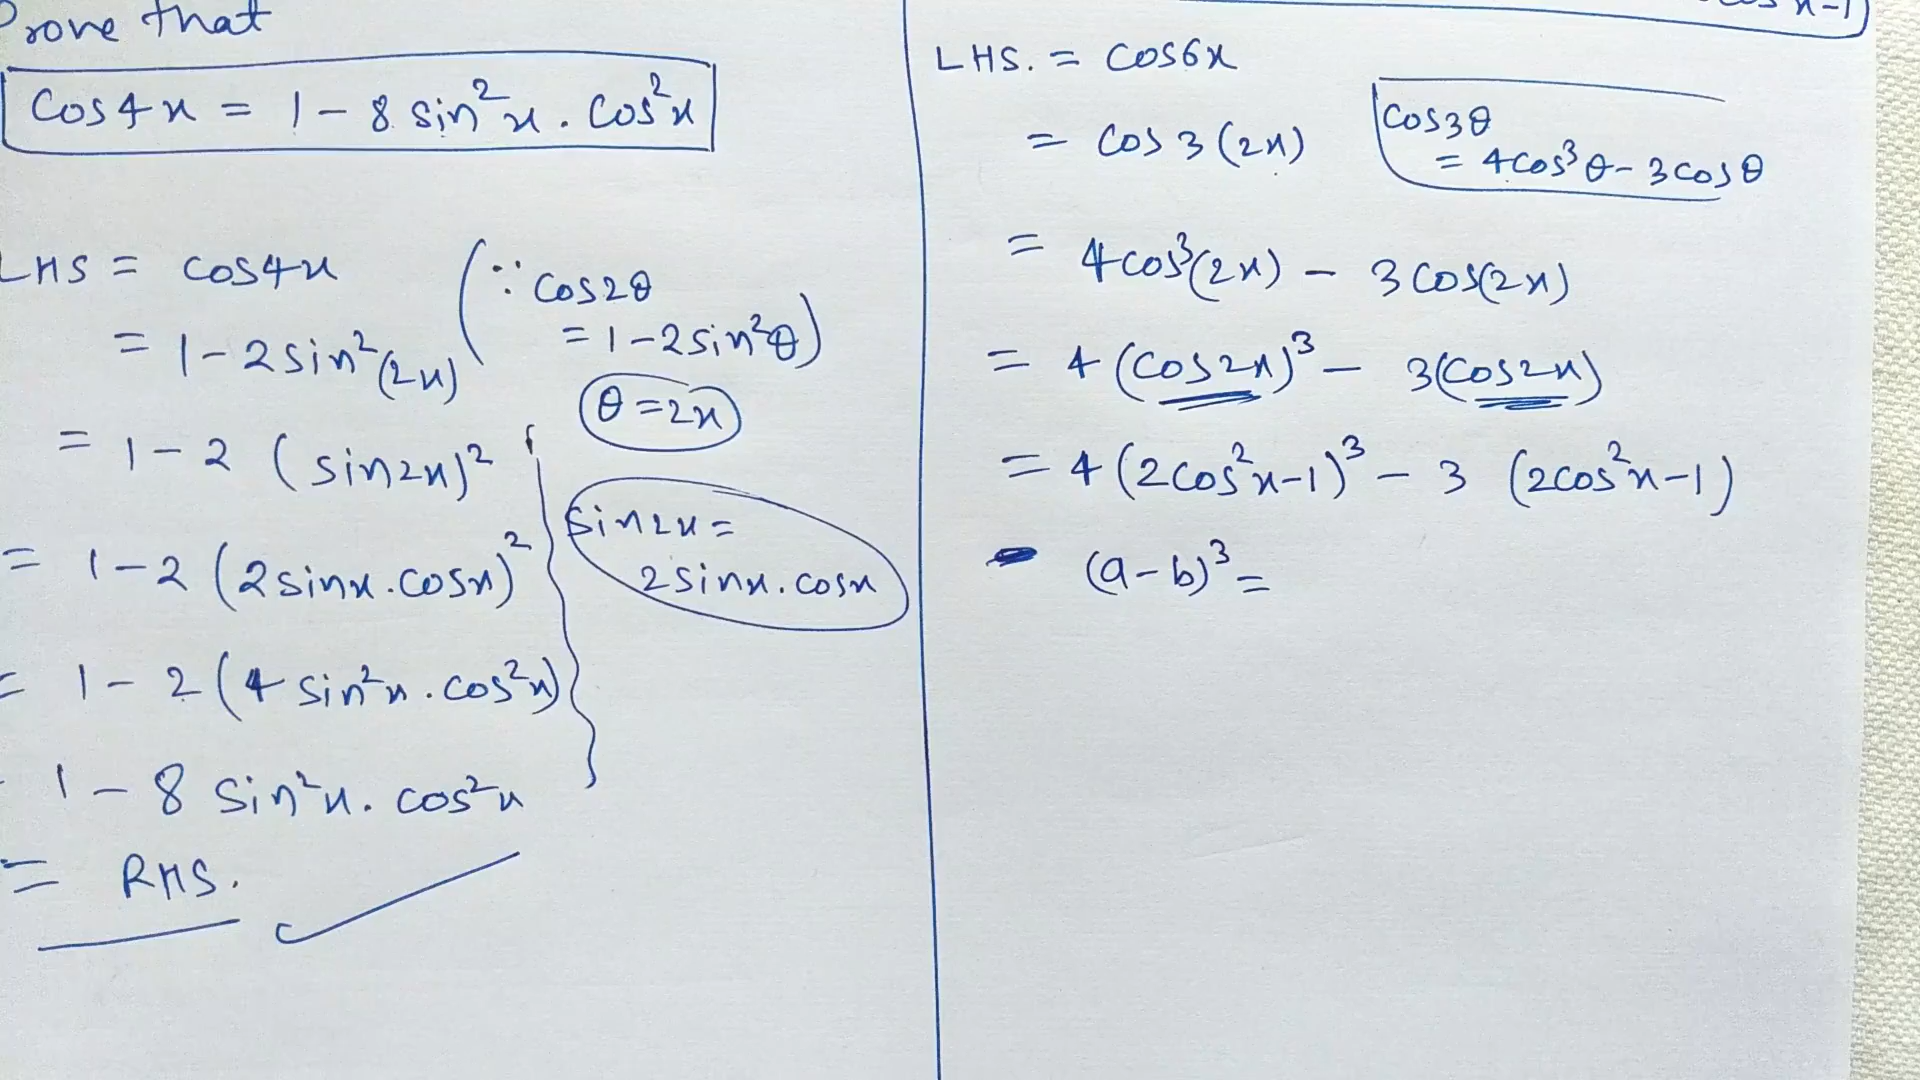 Prove that
Cos4x = 1 - 8 sin²x . Cos²x
LHS = cos4x
(∵ cos2θ
= 1-2sin²θ)
= 1-2sin²(2x)
θ=2x
= 1-2 (sin2x)²
sin2x =
2sinx.cosx
= 1-2 (2sinx.cosx)²
= 1-2(4 sin²x.cos²x)
1-8 sin²x.cos²x
= RHS.
x-1)
LHS. = cos6x
= cos 3(2x)
Cos3θ
= 4cos³θ-3cosθ
= 4cos³(2x) - 3cos(2x)
= 4 (cos2x)³ - 3(cos2x)
= 4(2cos²x-1)³ - 3 (2cos²x-1)
(a-b)³ =